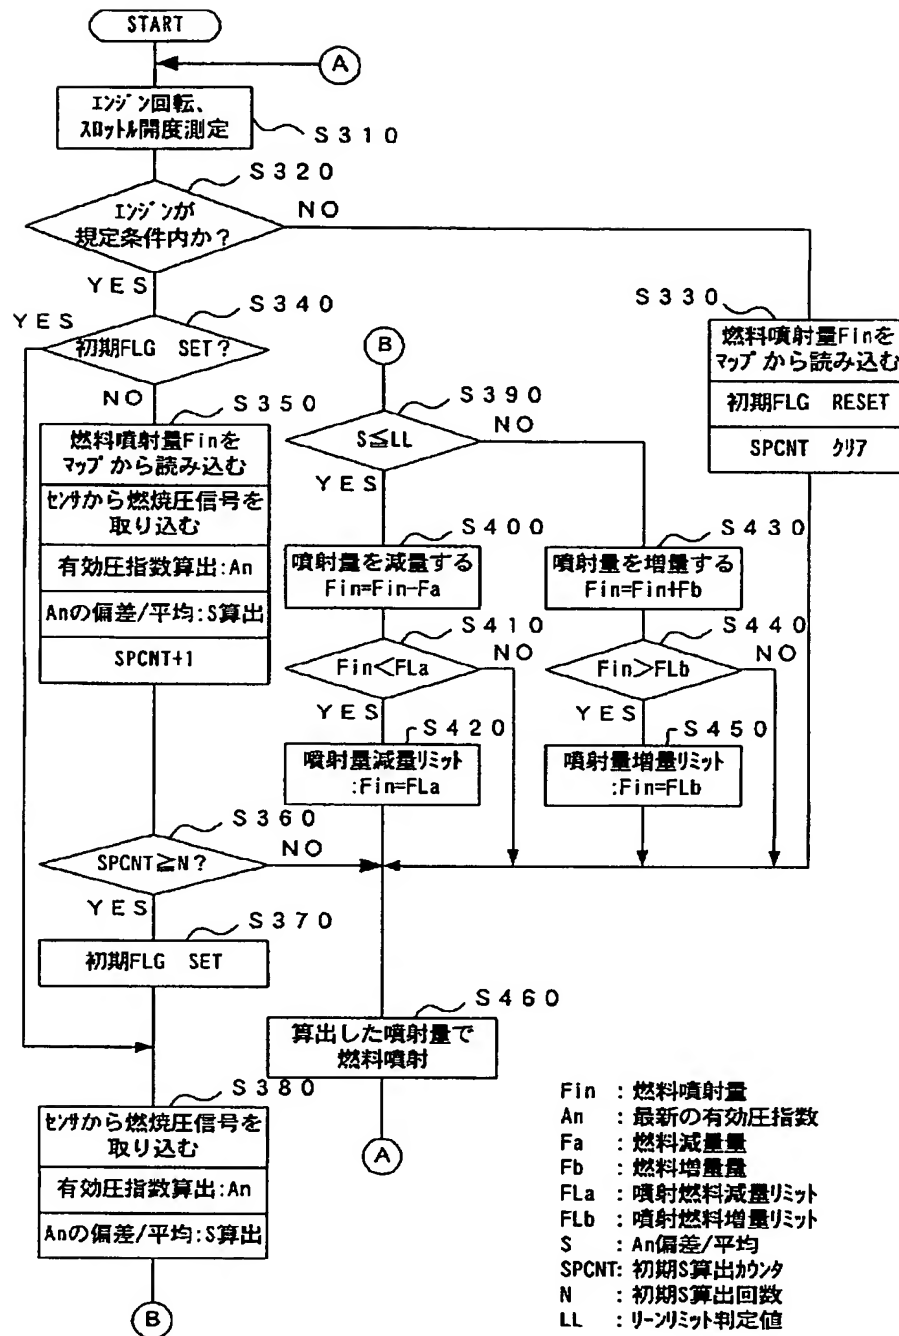 START
A
エンジン回転、
スロットル開度測定
S310
S320
エンジンが
規定条件内か？
NO
YES
S340
YES
初期FLG SET？
NO
S330
燃料噴射量Finを
マップから読み込む
初期FLG RESET
SPCNT クリア
S350
燃料噴射量Finを
マップから読み込む
センサから燃焼圧信号を
取り込む
有効圧指数算出:An
Anの偏差/平均:S算出
SPCNT+1
B
S390
S≦LL
NO
YES
S400
噴射量を減量する
Fin=Fin-Fa
S410
Fin<FLa
NO
YES
S420
噴射量減量リミット
:Fin=FLa
S430
噴射量を増量する
Fin=Fin+Fb
S440
Fin>FLb
NO
YES
S450
噴射量増量リミット
:Fin=FLb
S360
SPCNT≧N？
NO
YES
S370
初期FLG SET
S460
算出した噴射量で
燃料噴射
A
S380
センサから燃焼圧信号を
取り込む
有効圧指数算出:An
Anの偏差/平均:S算出
B
Fin : 燃料噴射量
An : 最新の有効圧指数
Fa : 燃料減量量
Fb : 燃料増量量
FLa : 噴射燃料減量リミット
FLb : 噴射燃料増量リミット
S : An偏差/平均
SPCNT: 初期S算出カウンタ
N : 初期S算出回数
LL : リーンリミット判定値